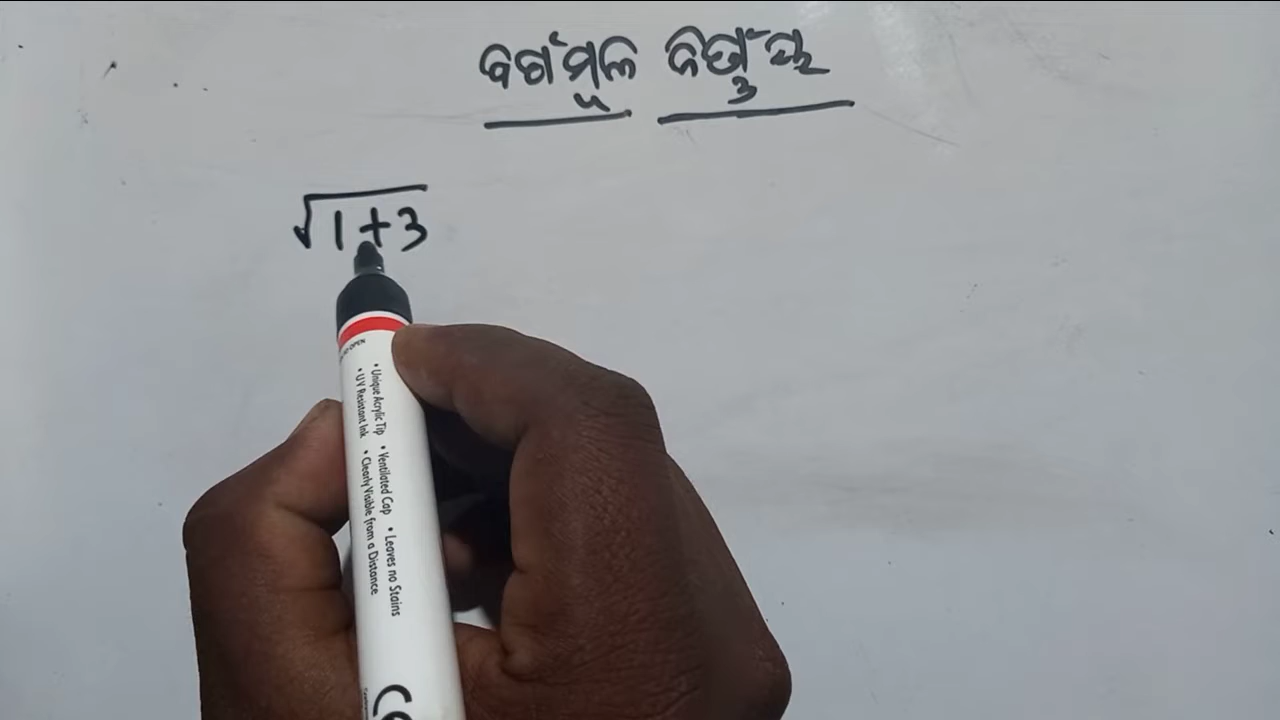 ବର୍ଗମୂଳ ନିର୍ଣ୍ଣୟ
√1+3
• Unique Acrylic Tip • Ventilated Cap • Leaves no Stains
• UV Resistant Ink • Clearly Visible from a Distance